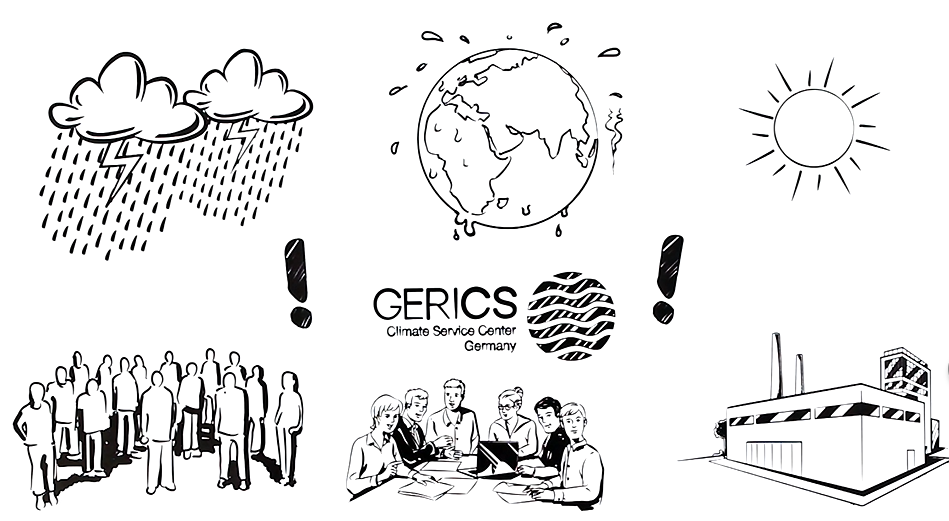 !
!
GERICS
Climate Service Center
Germany